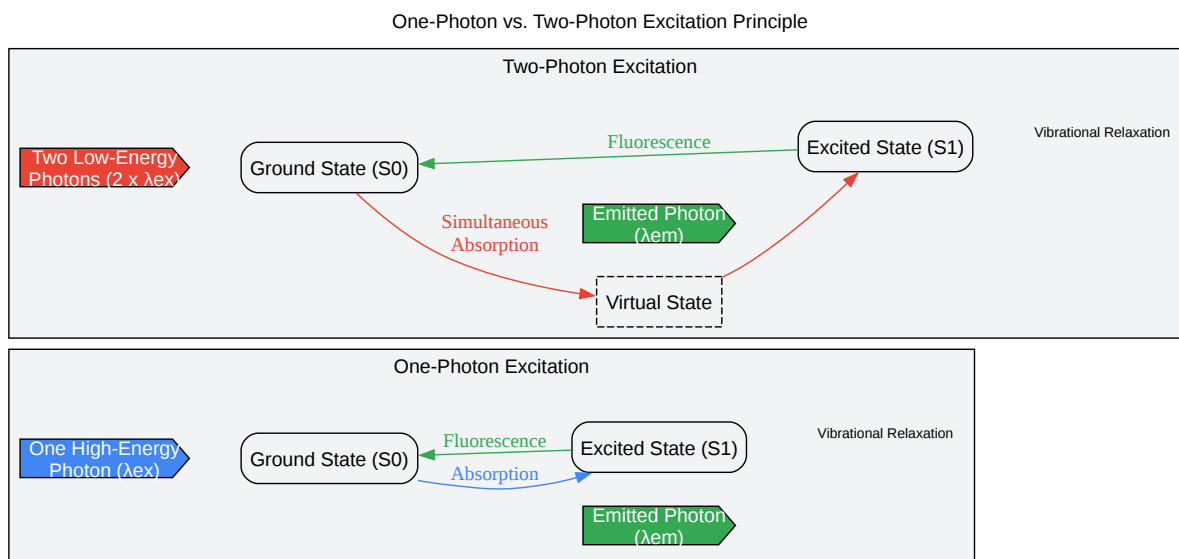 One-Photon vs. Two-Photon Excitation Principle
Two-Photon Excitation
Two Low-Energy
Photons (2 x λex)
Ground State (S0)
Fluorescence
Excited State (S1)
Vibrational Relaxation
Simultaneous
Absorption
Emitted Photon
(λem)
Virtual State
One-Photon Excitation
One High-Energy
Photon (λex)
Ground State (S0)
Fluorescence
Absorption
Excited State (S1)
Vibrational Relaxation
Emitted Photon
(λem)